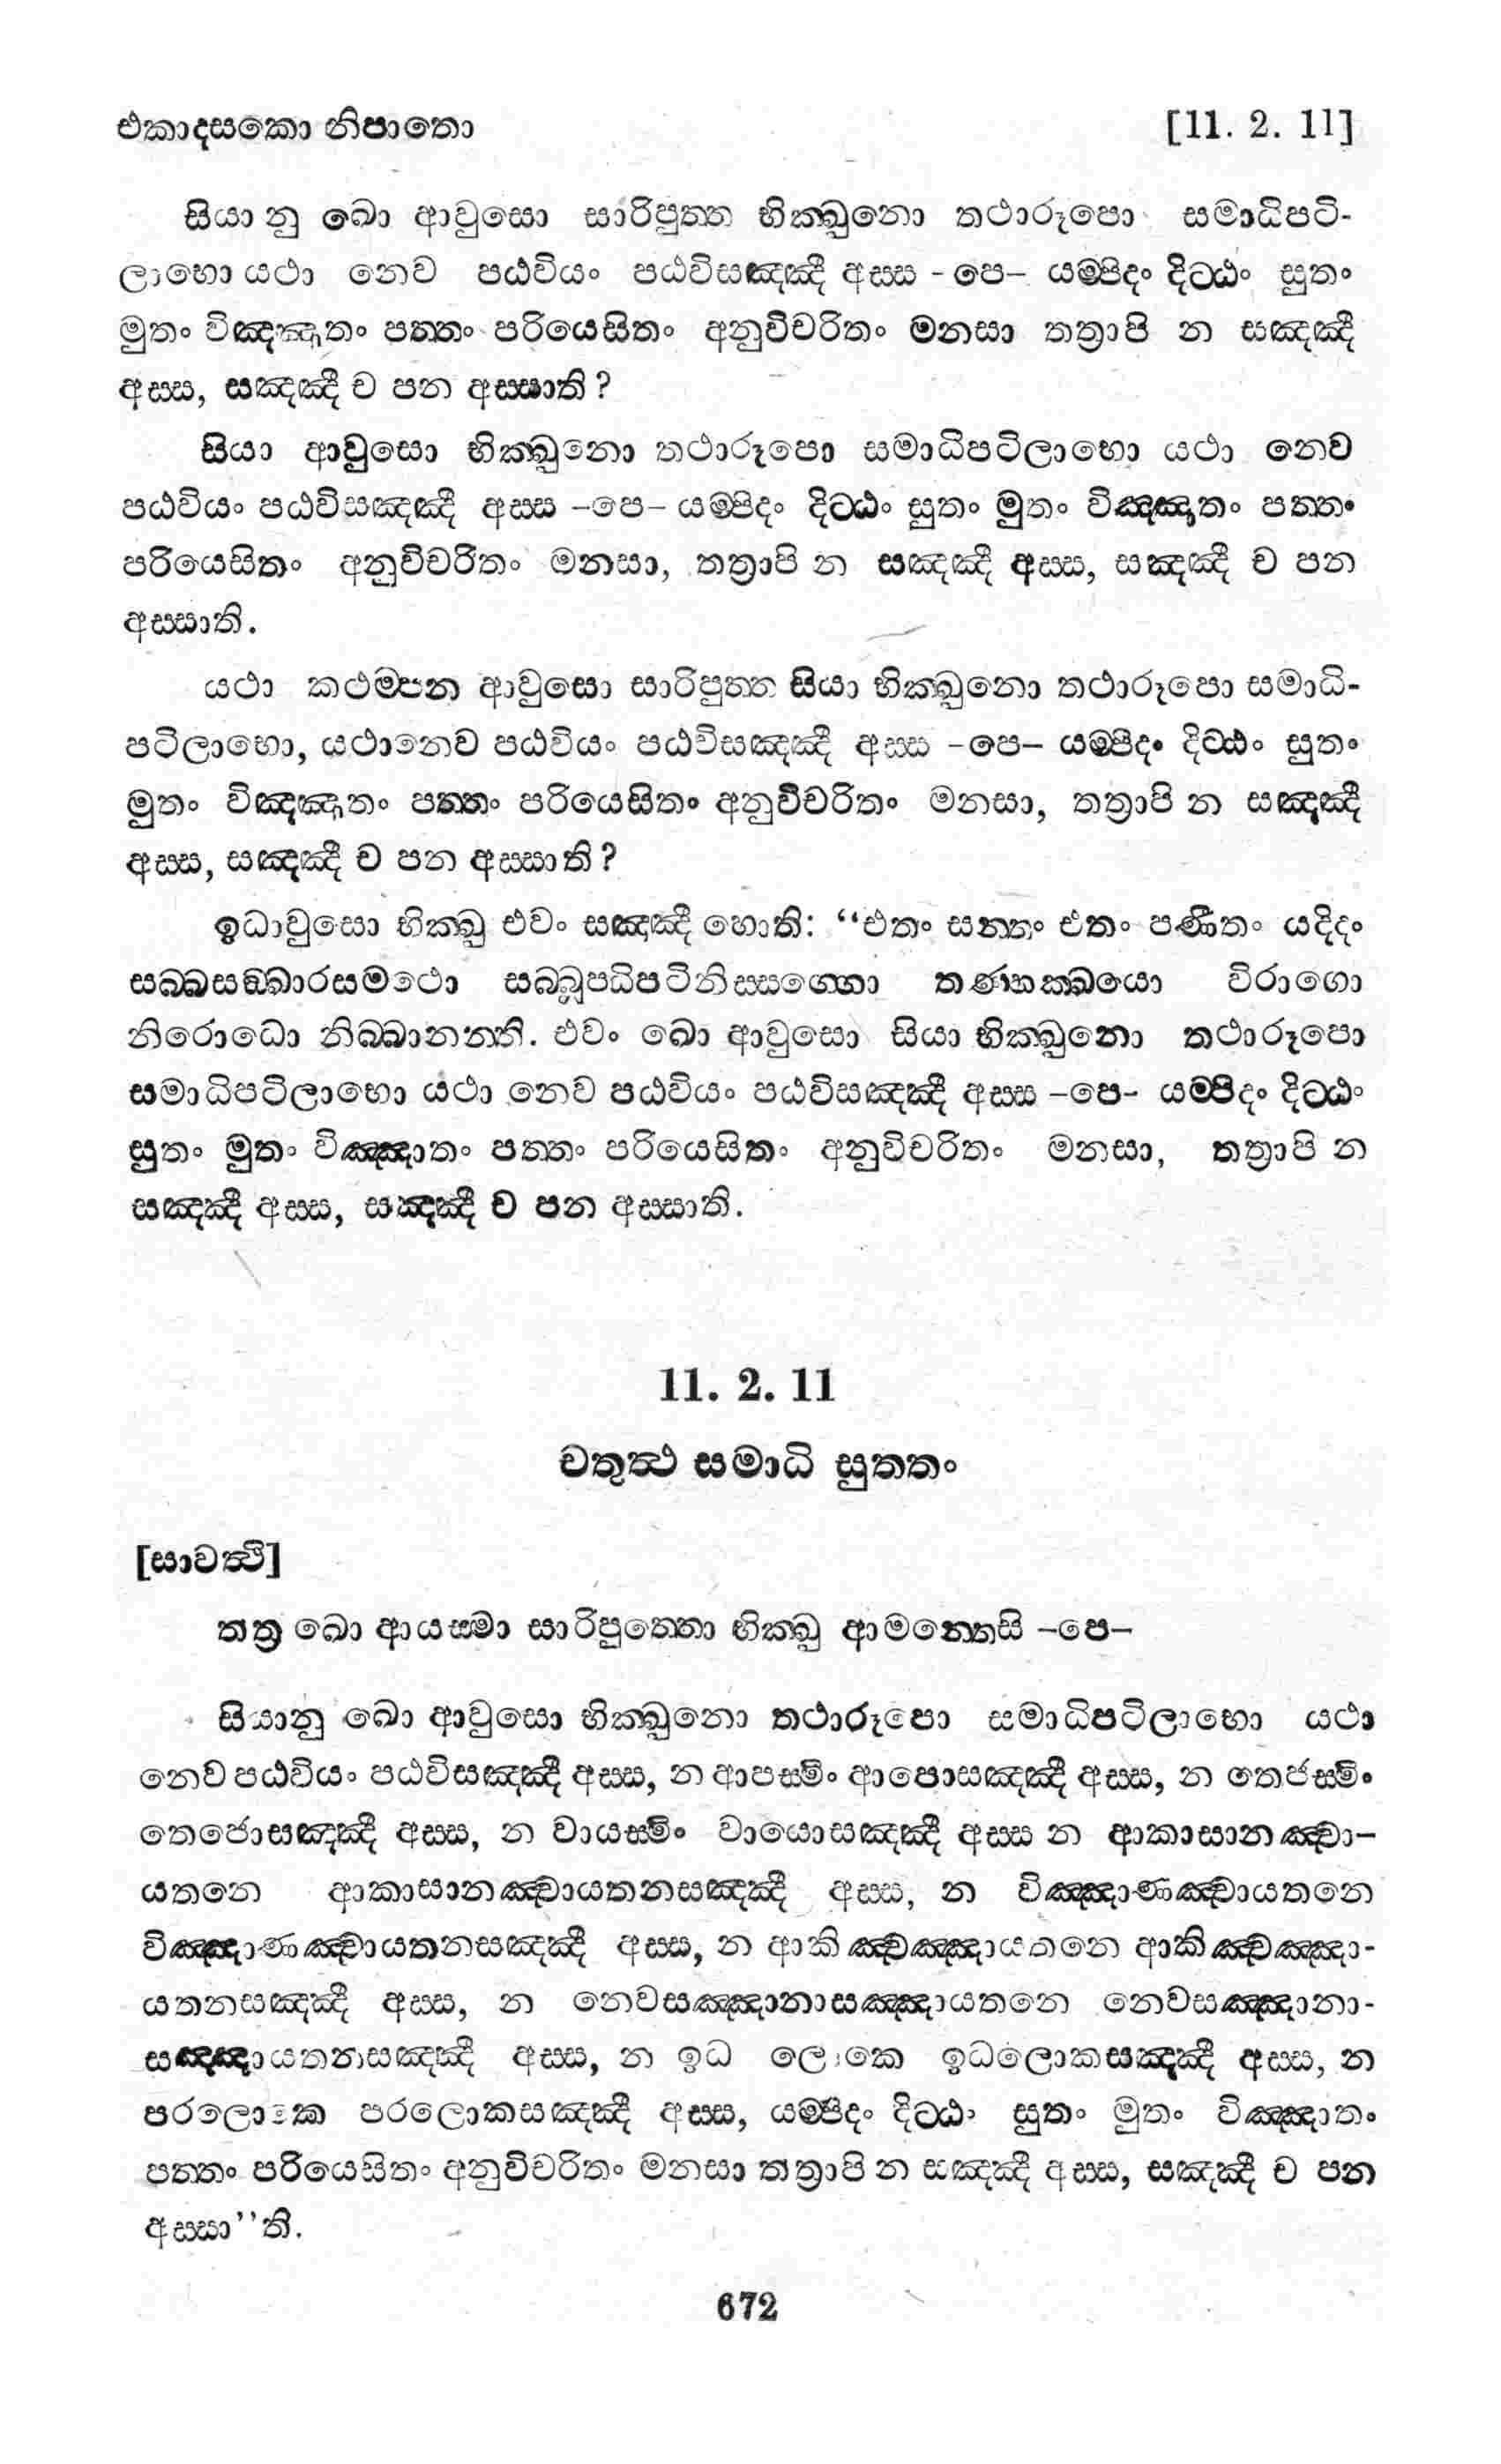 එකාදසකො නිපාතො [11. 2. 11]
සියා නු ඛො ආවුසො සාරිපුත්ත භික්ඛුනො තථාරූපො සමාධිපටි-
ලාභො යථා නෙව පඨවියං පඨවිසඤ්ඤී අස්ස -පෙ- යම්පිදං දිට්ඨං සුතං
මුතං විඤ්ඤාතං පත්තං පරියෙසිතං අනුවිචරිතං මනසා තත්‍රාපි න සඤ්ඤී
අස්ස, සඤ්ඤී ච පන අස්සාති?
සියා ආවුසො භික්ඛුනො තථාරූපො සමාධිපටිලාභො යථා නෙව
පඨවියං පඨවිසඤ්ඤී අස්ස -පෙ- යම්පිදං දිට්ඨං සුතං මුතං විඤ්ඤාතං පත්තං
පරියෙසිතං අනුවිචරිතං මනසා, තත්‍රාපි න සඤ්ඤී අස්ස, සඤ්ඤී ච පන
අස්සාති.
යථා කථම්පන ආවුසො සාරිපුත්ත සියා භික්ඛුනො තථාරූපො සමාධි-
පටිලාභො, යථානෙව පඨවියං පඨවිසඤ්ඤී අස්ස -පෙ- යම්පිදං දිට්ඨං සුතං
මුතං විඤ්ඤාතං පත්තං පරියෙසිතං අනුවිචරිතං මනසා, තත්‍රාපි න සඤ්ඤී
අස්ස, සඤ්ඤී ච පන අස්සාති?
ඉධාවුසො භික්ඛු එවං සඤ්ඤී හොති: “එතං සන්තං එතං පණීතං යදිදං
සබ්බසඞ්ඛාරසමථො සබ්බූපධිපටිනිස්සග්ගො තණ්හක්ඛයො විරාගො
නිරොධො නිබ්බානන්ති. එවං ඛො ආවුසො සියා භික්ඛුනො තථාරූපො
සමාධිපටිලාභො යථා නෙව පඨවියං පඨවිසඤ්ඤී අස්ස -පෙ- යම්පිදං දිට්ඨං
සුතං මුතං විඤ්ඤාතං පත්තං පරියෙසිතං අනුවිචරිතං මනසා, තත්‍රාපි න
සඤ්ඤී අස්ස, සඤ්ඤී ච පන අස්සාති.
11. 2. 11
චතුත්ථ සමාධි සුතතං
[සාවත්ථි]
තත්‍ර ඛො ආයස්මා සාරිපුත්තො භික්ඛු ආමන්තෙසි -පෙ-
සියානු ඛො ආවුසො භික්ඛුනො තථාරූපො සමාධිපටිලාභො යථා
නෙව පඨවියං පඨවිසඤ්ඤී අස්ස, න ආපස්මිං ආපොසඤ්ඤී අස්ස, න තෙජස්මිං
තෙජොසඤ්ඤී අස්ස, න වායස්මිං වායොසඤ්ඤී අස්ස න ආකාසානඤ්චා-
යතනෙ ආකාසානඤ්චායතනසඤ්ඤී අස්ස, න විඤ්ඤාණඤ්චායතනෙ
විඤ්ඤාණඤ්චායතනසඤ්ඤී අස්ස, න ආකිඤ්චඤ්ඤායතනෙ ආකිඤ්චඤ්ඤා-
යතනසඤ්ඤී අස්ස, න නෙවසඤ්ඤානාසඤ්ඤායතනෙ නෙවසඤ්ඤානා-
සඤ්ඤායතනසඤ්ඤී අස්ස, න ඉධ ලොකෙ ඉධලොකසඤ්ඤී අස්ස, න
පරලොකෙ පරලොකසඤ්ඤී අස්ස, යම්පිදං දිට්ඨං සුතං මුතං විඤ්ඤාතං
පත්තං පරියෙසිතං අනුවිචරිතං මනසා තත්‍රාපි න සඤ්ඤී අස්ස, සඤ්ඤී ච පන
අස්සා”ති.
672